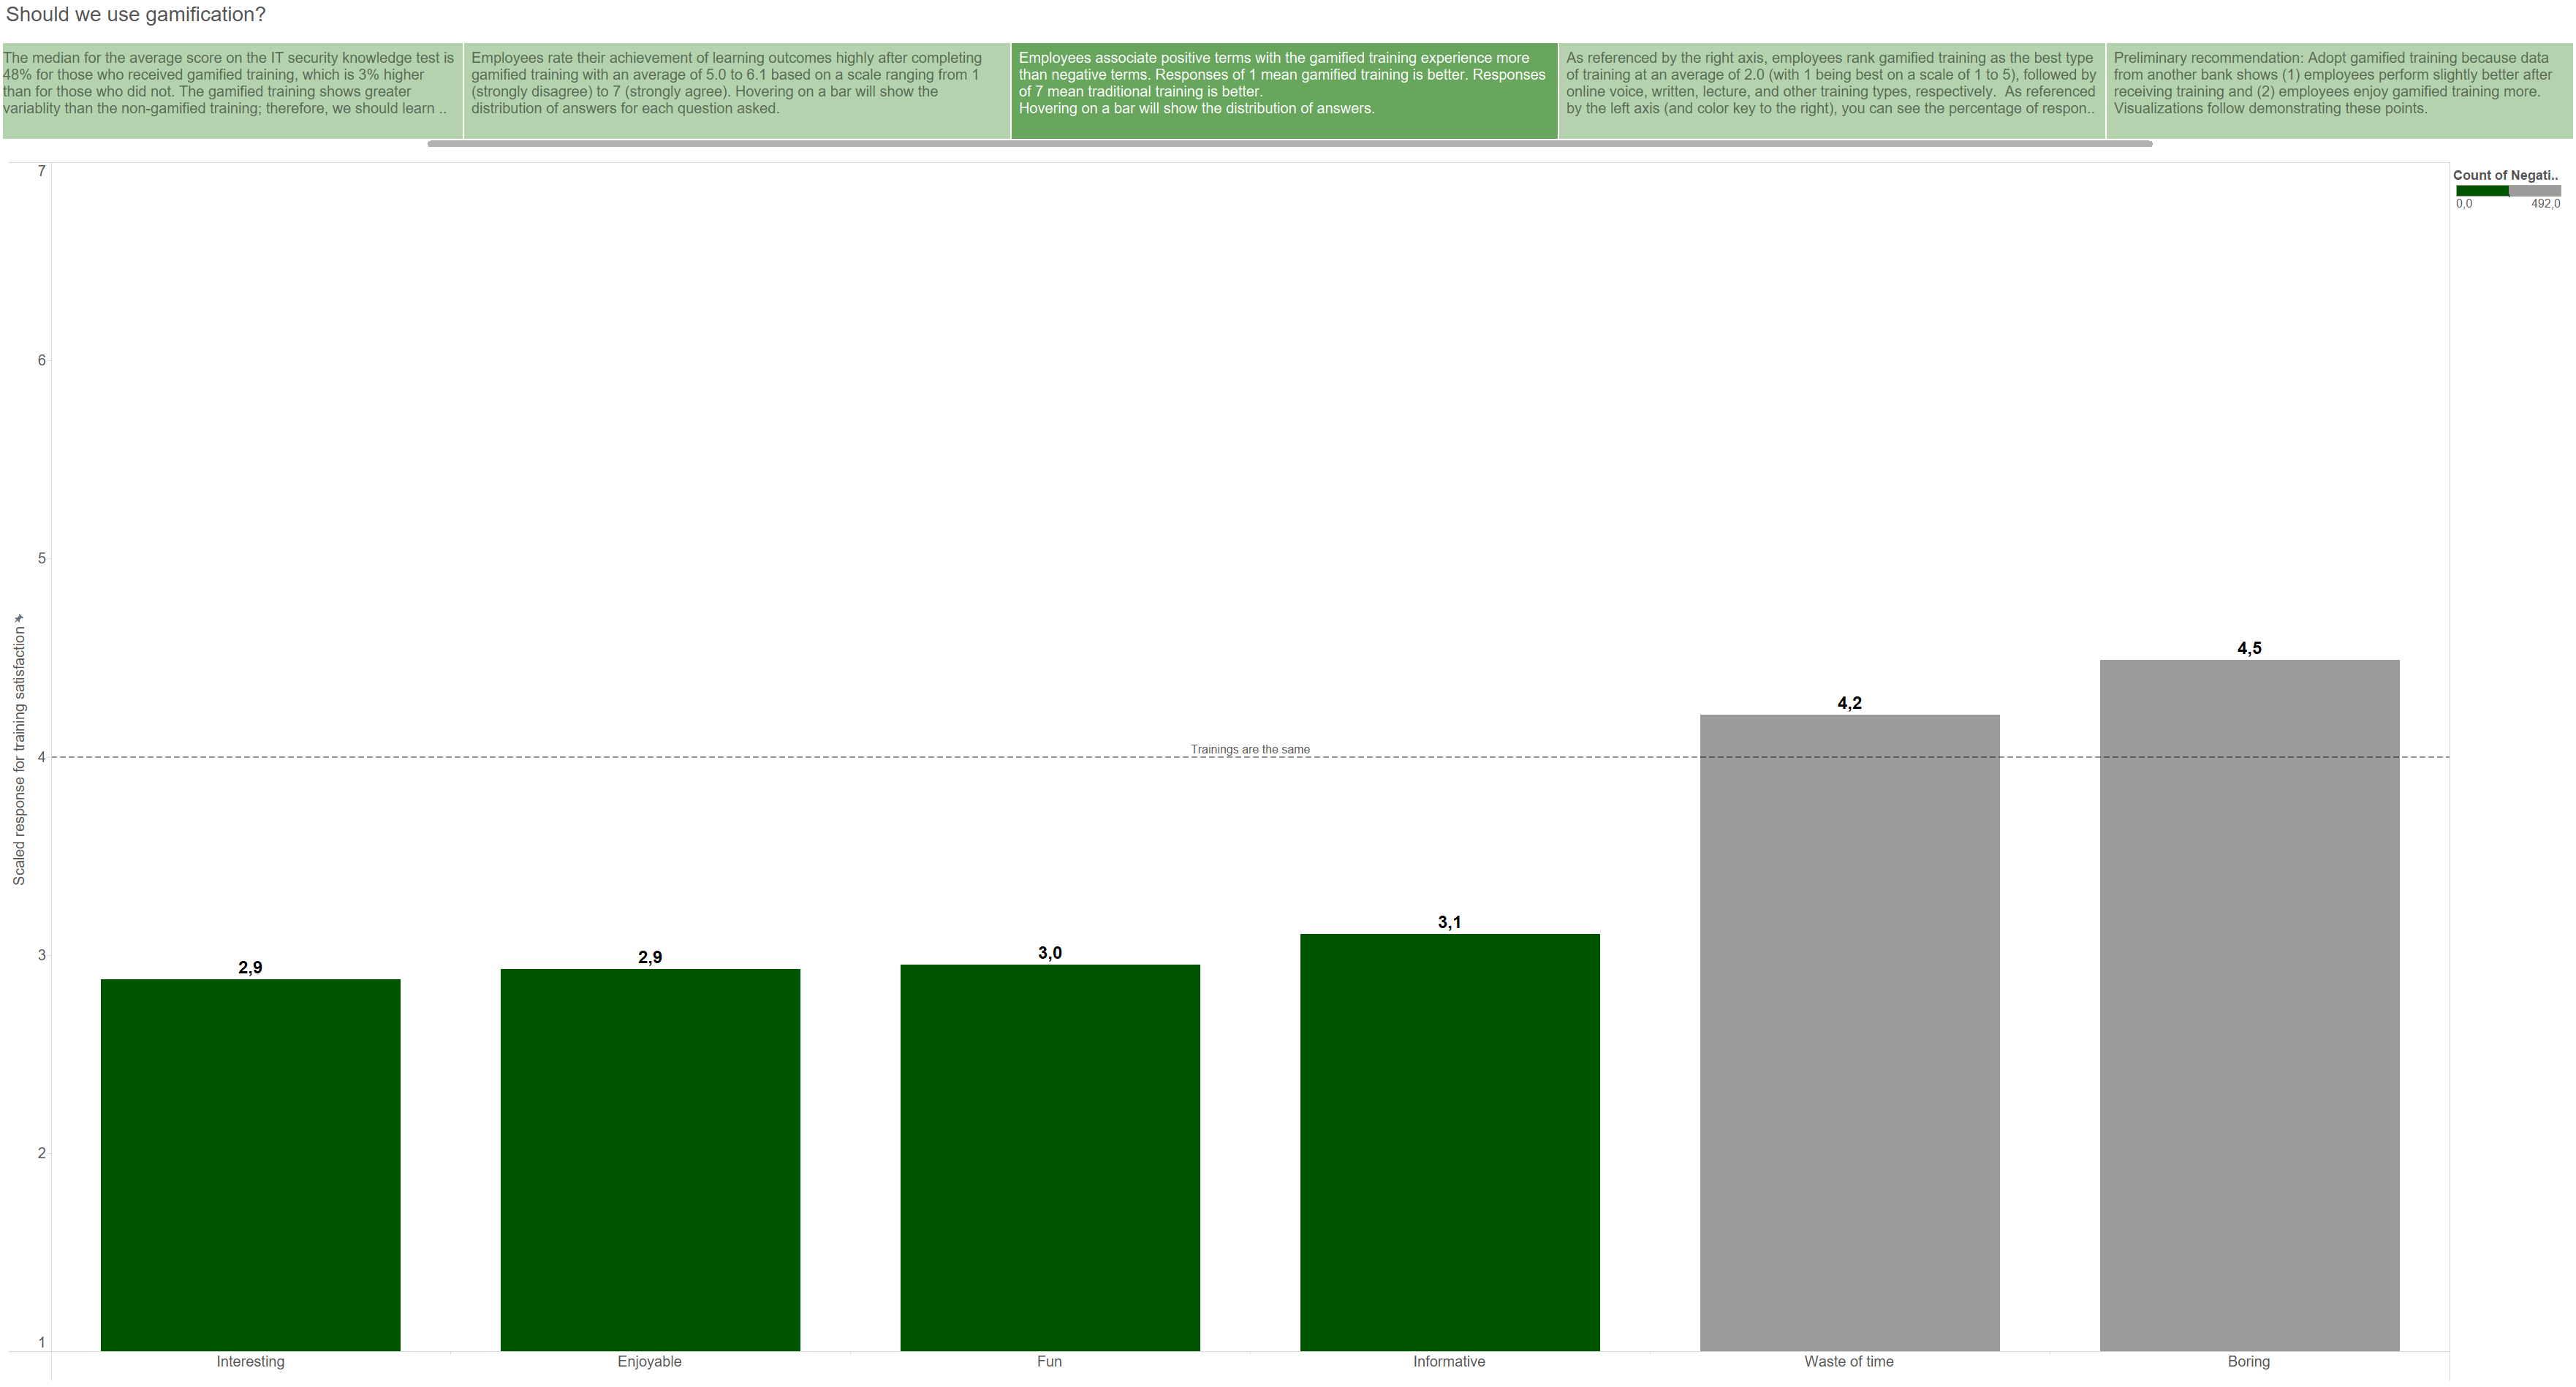 Should we use gamification?
The median for the average score on the IT security knowledge test is
48% for those who received gamified training, which is 3% higher
than for those who did not. The gamified training shows greater
variablity than the non-gamified training; therefore, we should learn ..
Employees rate their achievement of learning outcomes highly after completing
gamified training with an average of 5.0 to 6.1 based on a scale ranging from 1
(strongly disagree) to 7 (strongly agree). Hovering on a bar will show the
distribution of answers for each question asked.
Employees associate positive terms with the gamified training experience more
than negative terms. Responses of 1 mean gamified training is better. Responses
of 7 mean traditional training is better.
Hovering on a bar will show the distribution of answers.
As referenced by the right axis, employees rank gamified training as the best type
of training at an average of 2.0 (with 1 being best on a scale of 1 to 5), followed by
online voice, written, lecture, and other training types, respectively.  As referenced
by the left axis (and color key to the right), you can see the percentage of respon..
Preliminary recommendation: Adopt gamified training because data
from another bank shows (1) employees perform slightly better after
receiving training and (2) employees enjoy gamified training more.
Visualizations follow demonstrating these points.
Count of Negati..
0,0 492,0
Scaled response for training satisfaction
7
6
5
4
3
2
1
Trainings are the same
2,9
2,9
3,0
3,1
4,2
4,5
Interesting
Enjoyable
Fun
Informative
Waste of time
Boring